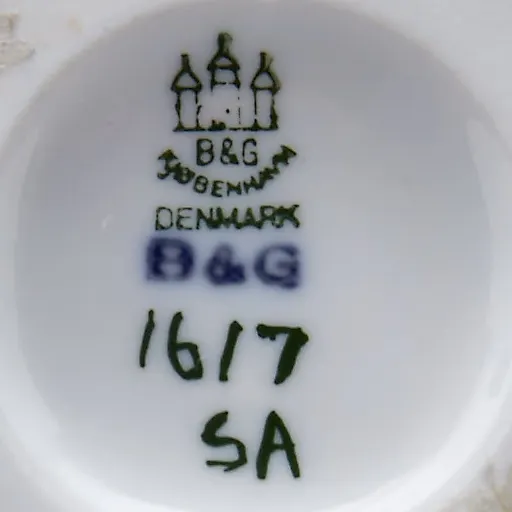 B&G
KJØBENHAVN
DENMARK
B&G
1617
SA